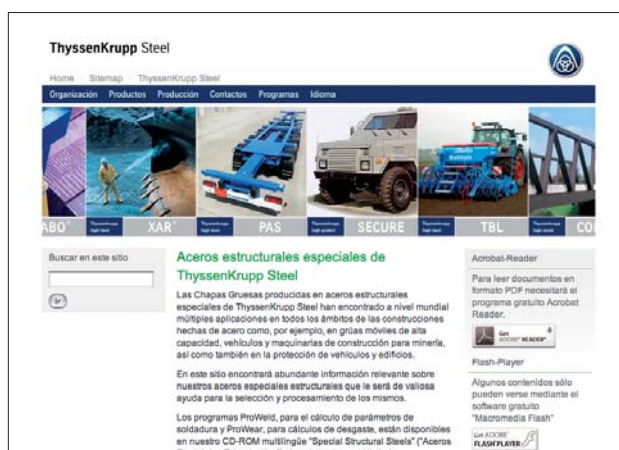 ThyssenKrupp Steel
Home - Sitemap - ThyssenKrupp Steel
Organización Productos Producción Contactos Programas Idioma
ABO® XAR® PAS SECURE TBL COR
Buscar en este sitio
Ir
Aceros estructurales especiales de
ThyssenKrupp Steel
Las Chapas Gruesas producidas en aceros estructurales
especiales de ThyssenKrupp Steel han encontrado a nivel mundial
múltiples aplicaciones en todos los ámbitos de las construcciones
hechas de acero como, por ejemplo, en grúas móviles de alta
capacidad, vehículos y maquinarias de construcción para minería,
así como también en la protección de vehículos y edificios.
En este sitio encontrará abundante información relevante sobre
nuestros aceros especiales estructurales que le será de valiosa
ayuda para la selección y procesamiento de los mismos.
Los programas ProWeld, para el cálculo de parámetros de
soldadura y ProWear, para cálculos de desgaste, están disponibles
en nuestro CD-ROM multilingüe "Special Structural Steels" ("Aceros
Acrobat-Reader
Para leer documentos en
formato PDF necesitará el
programa gratuito Acrobat
Reader.
Get
ADOBE® READER®
Flash-Player
Algunos contenidos sólo
pueden verse mediante el
software gratuito
"Macromedia Flash"
Get ADOBE®
FLASH® PLAYER